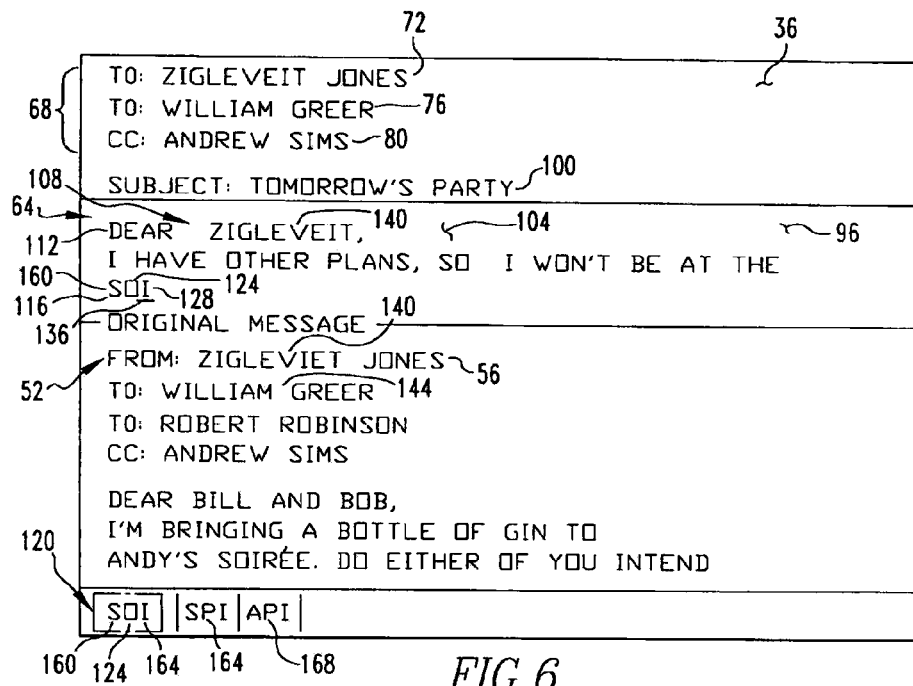 72 36
TO: ZIGLEVEIT JONES
68 TO: WILLIAM GREER 76
CC: ANDREW SIMS 80
SUBJECT: TOMORROW'S PARTY 100
108
64 112 DEAR ZIGLEVEIT, 140 104 96
I HAVE OTHER PLANS, SO I WON'T BE AT THE
160 116 SOI 124 128
136 ORIGINAL MESSAGE 140
52 FROM: ZIGLEVIET JONES 56
TO: WILLIAM GREER 144
TO: ROBERT ROBINSON
CC: ANDREW SIMS
DEAR BILL AND BOB,
I'M BRINGING A BOTTLE OF GIN TO
ANDY'S SOIRÉE. DO EITHER OF YOU INTEND
120
SOI SPI API
160 124 164 164 168
FIG 6